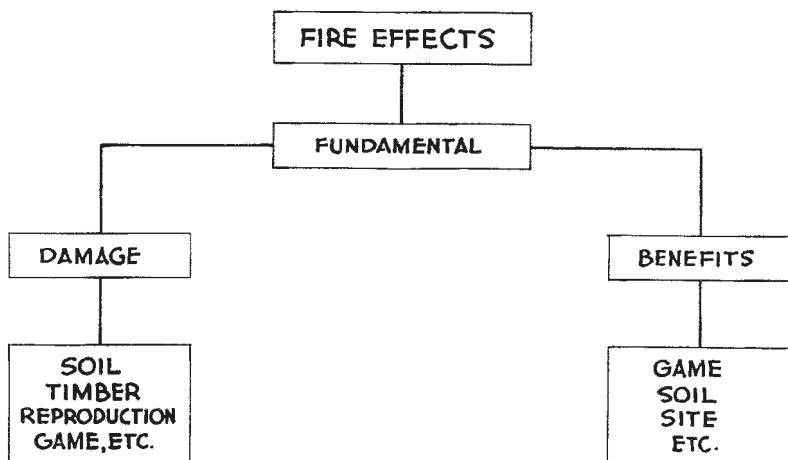 FIRE EFFECTS
FUNDAMENTAL
DAMAGE
BENEFITS
SOIL
TIMBER
REPRODUCTION
GAME, ETC.
GAME
SOIL
SITE
ETC.